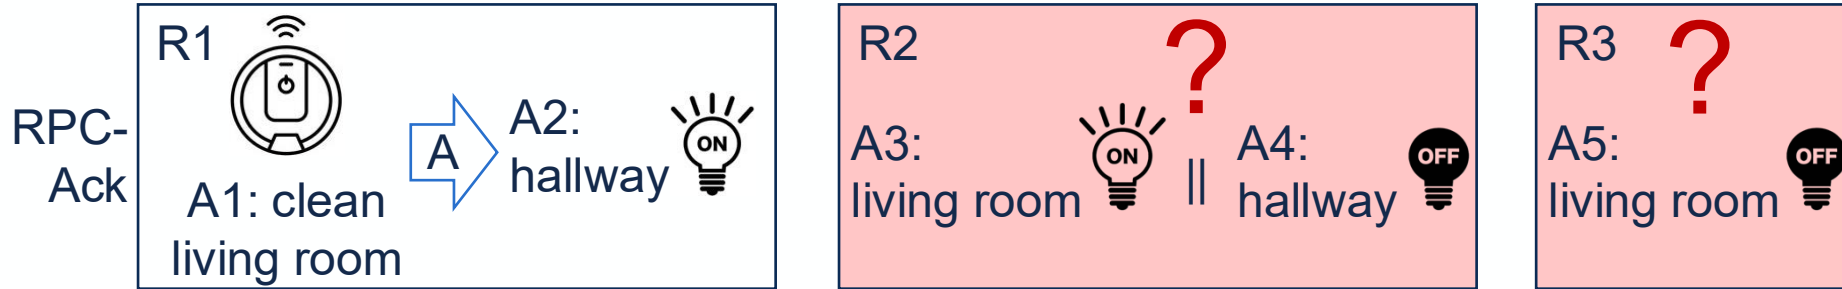 RPC-
Ack
R1
A1: clean
living room
A
A2:
hallway
ON
R2
?
A3:
living room
ON
||
A4:
hallway
OFF
R3
?
A5:
living room
OFF